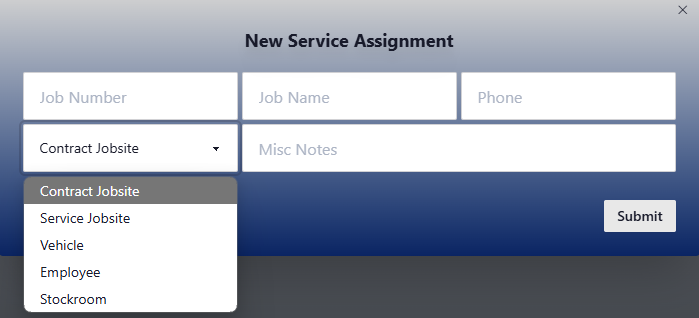 New Service Assignment
Job Number
Job Name
Phone
Contract Jobsite
Misc Notes
Contract Jobsite
Service Jobsite
Vehicle
Employee
Stockroom
Submit